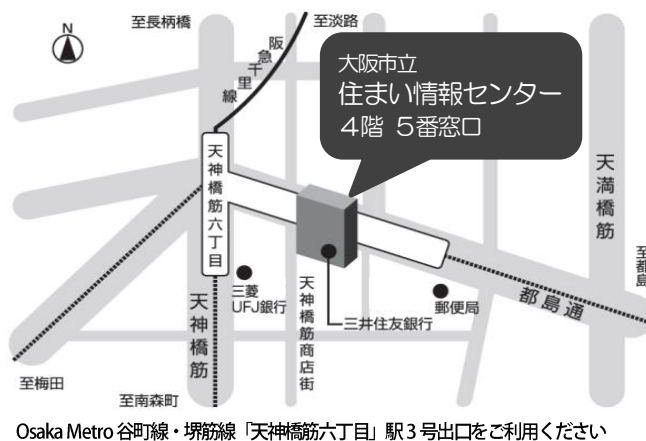 至長柄橋
至淡路
N
阪急千里線
大阪市立
住まい情報センター
4階 5番窓口
天神橋筋六丁目
天満橋筋
至都島
三菱
UFJ銀行
天神橋筋
天神橋筋商店街
三井住友銀行
郵便局
都島通
至梅田
至南森町
Osaka Metro 谷町線・堺筋線「天神橋筋六丁目」駅3号出口をご利用ください